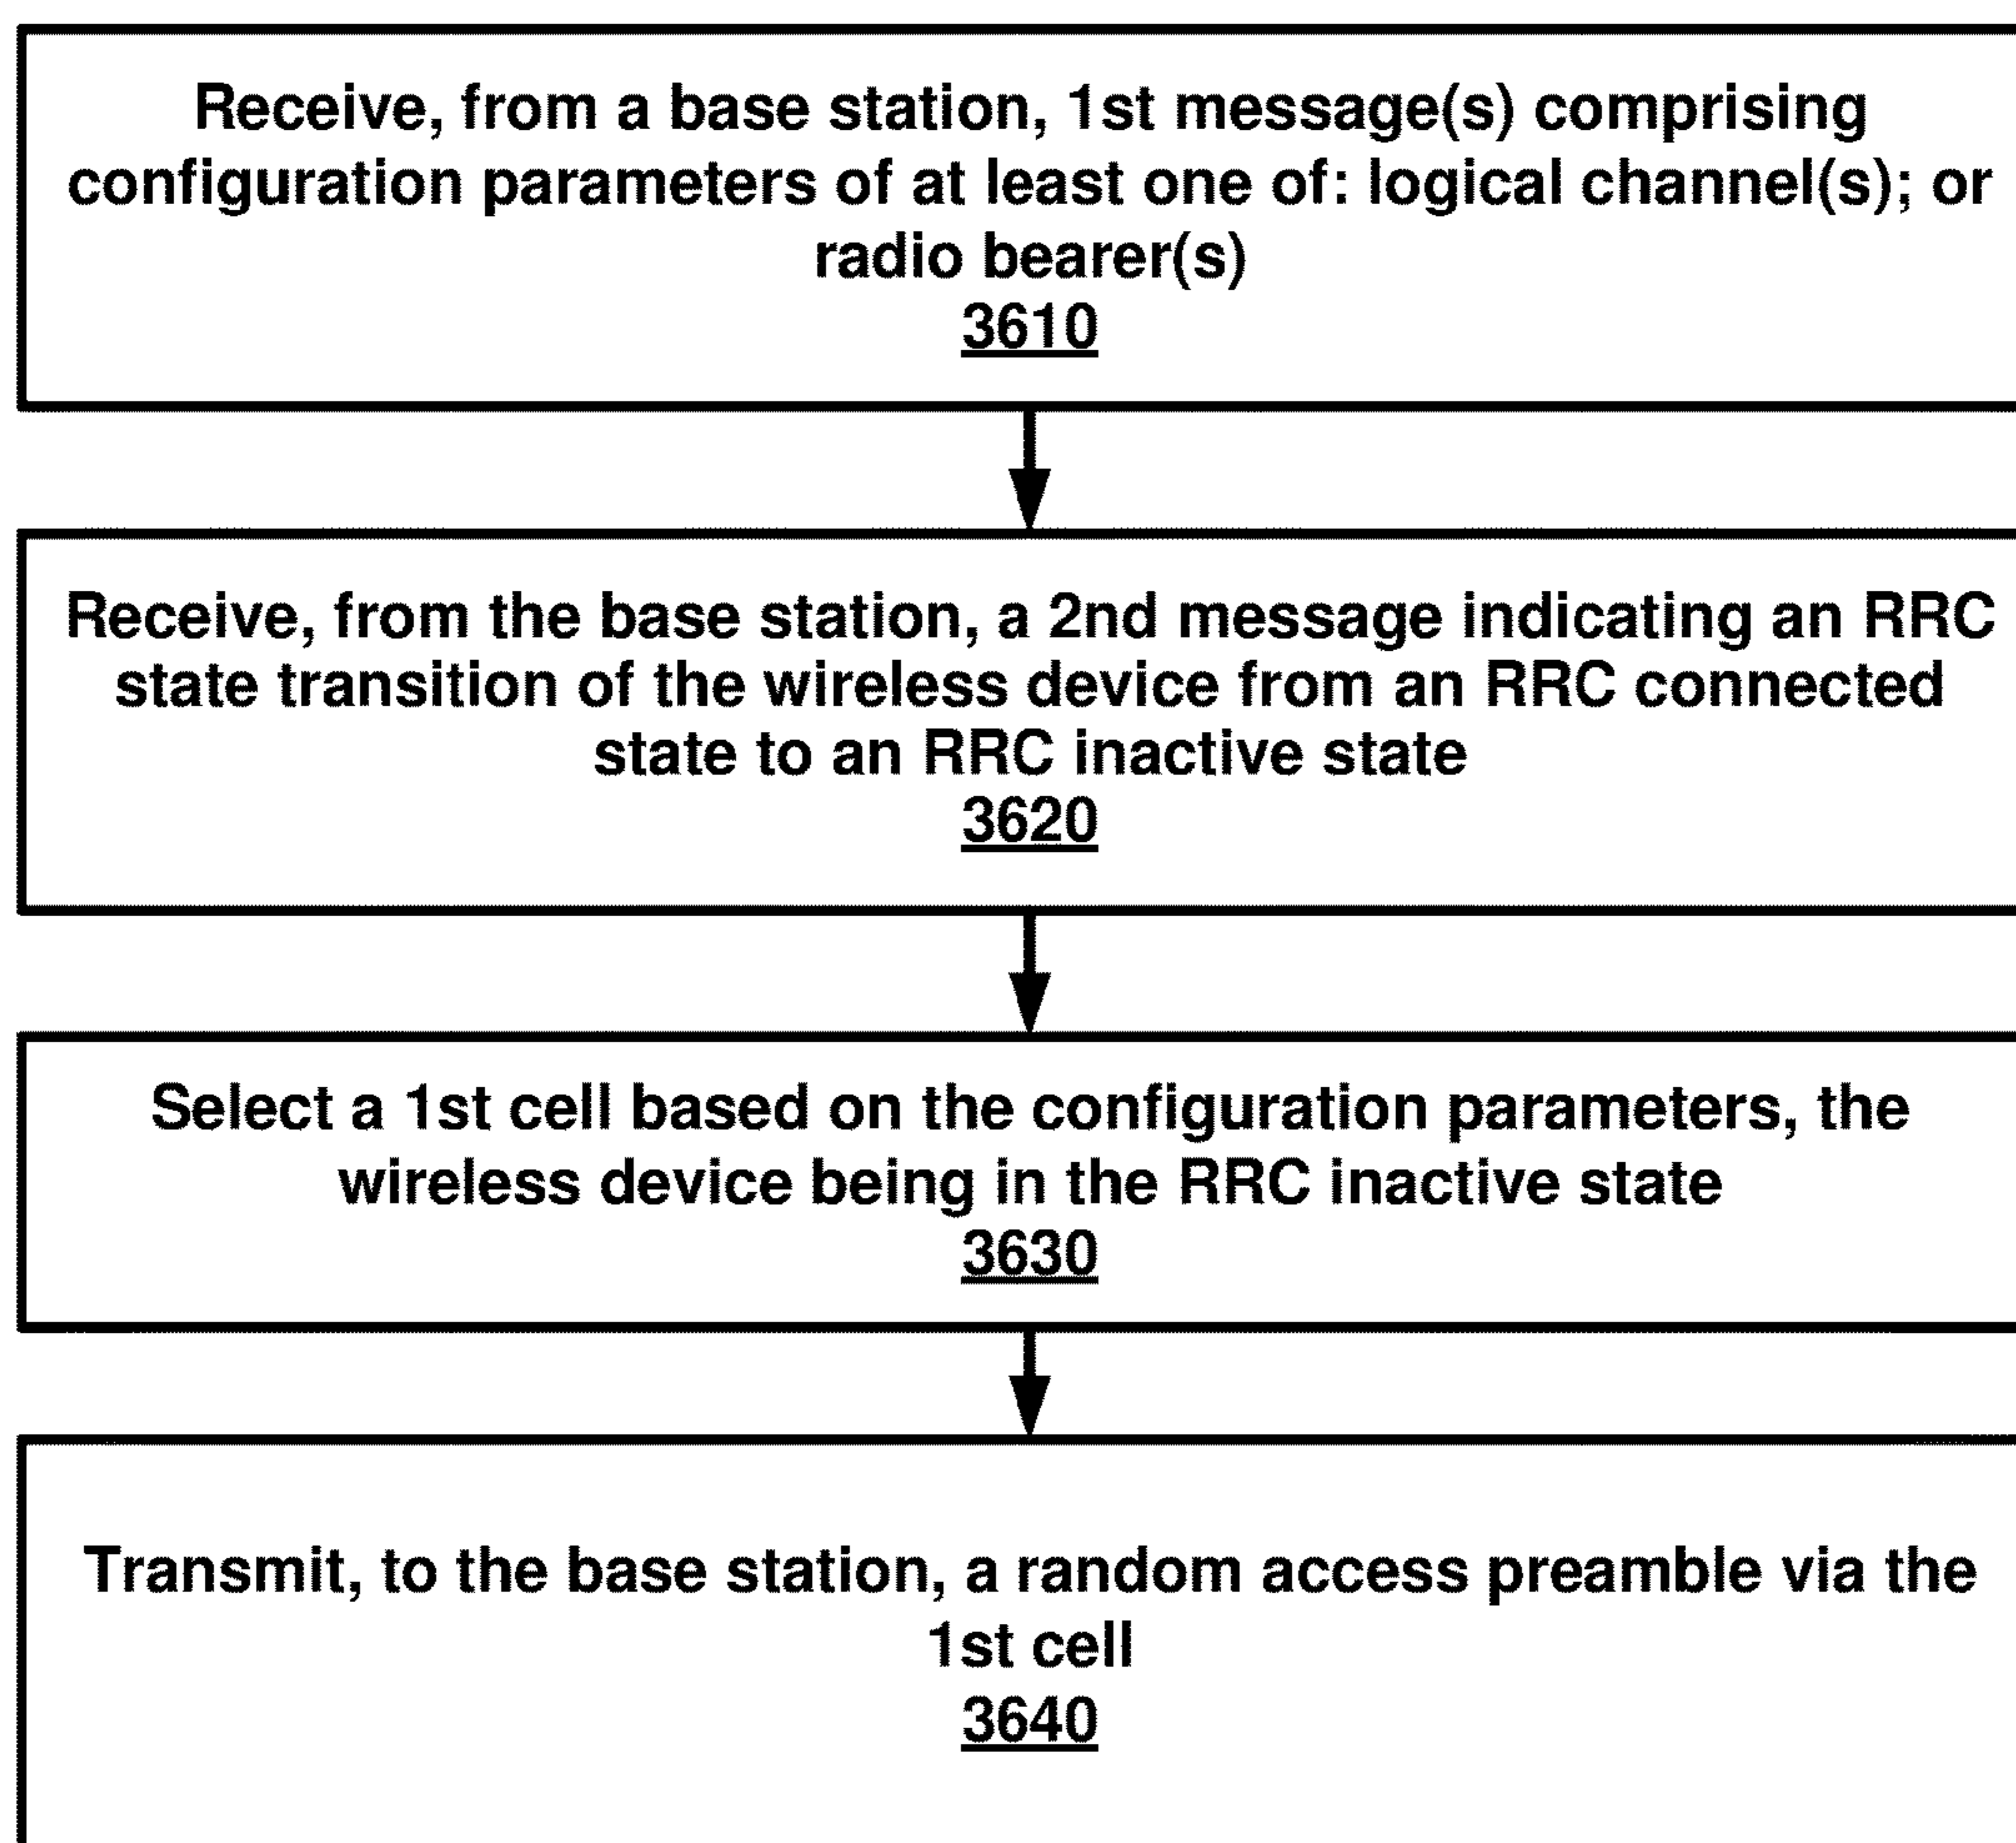 Receive, from a base station, 1st message(s) comprising
configuration parameters of at least one of: logical channel(s); or
radio bearer(s)
3610
Receive, from the base station, a 2nd message indicating an RRC
state transition of the wireless device from an RRC connected
state to an RRC inactive state
3620
Select a 1st cell based on the configuration parameters, the
wireless device being in the RRC inactive state
3630
Transmit, to the base station, a random access preamble via the
1st cell
3640